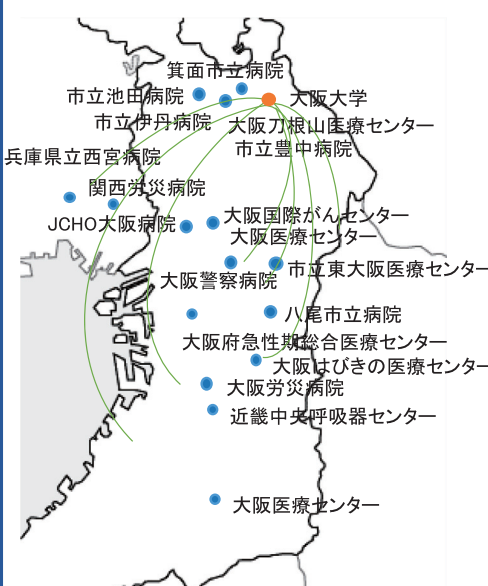 箕面市立病院
市立池田病院
大阪大学
市立伊丹病院
大阪刀根山医療センター
市立豊中病院
兵庫県立西宮病院
関西労災病院
大阪国際がんセンター
JCHO大阪病院
大阪医療センター
大阪警察病院
市立東大阪医療センター
八尾市立病院
大阪府急性期総合医療センター
大阪はびきの医療センター
大阪労災病院
近畿中央呼吸器センター
大阪医療センター